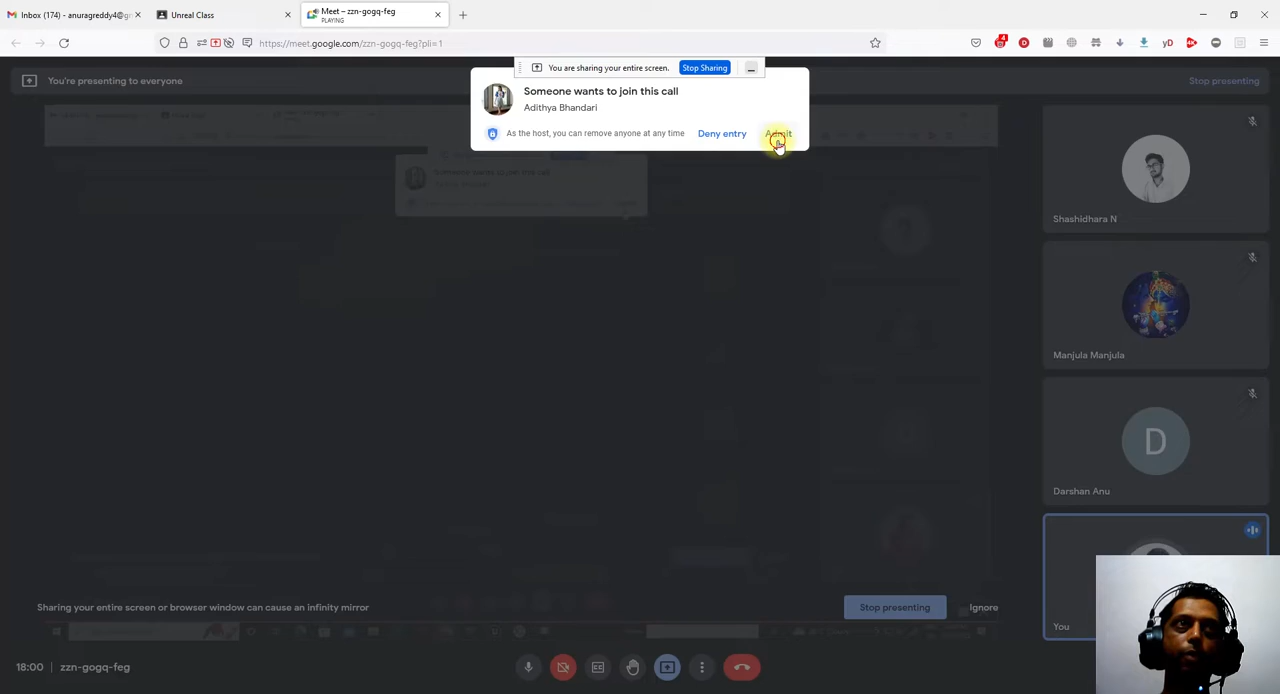 Inbox (174) - anuragreddy4@gm
Unreal Class
Meet – zzn-gogq-feg
PLAYING
https://meet.google.com/zzn-gogq-feg?pli=1
You are sharing your entire screen.
Stop Sharing
You're presenting to everyone
Stop presenting
Someone wants to join this call
Adithya Bhandari
As the host, you can remove anyone at any time
Deny entry
Admit
Shashidhara N
Manjula Manjula
D
Darshan Anu
Sharing your entire screen or browser window can cause an infinity mirror
Stop presenting
Ignore
You
18:00
zzn-gogq-feg